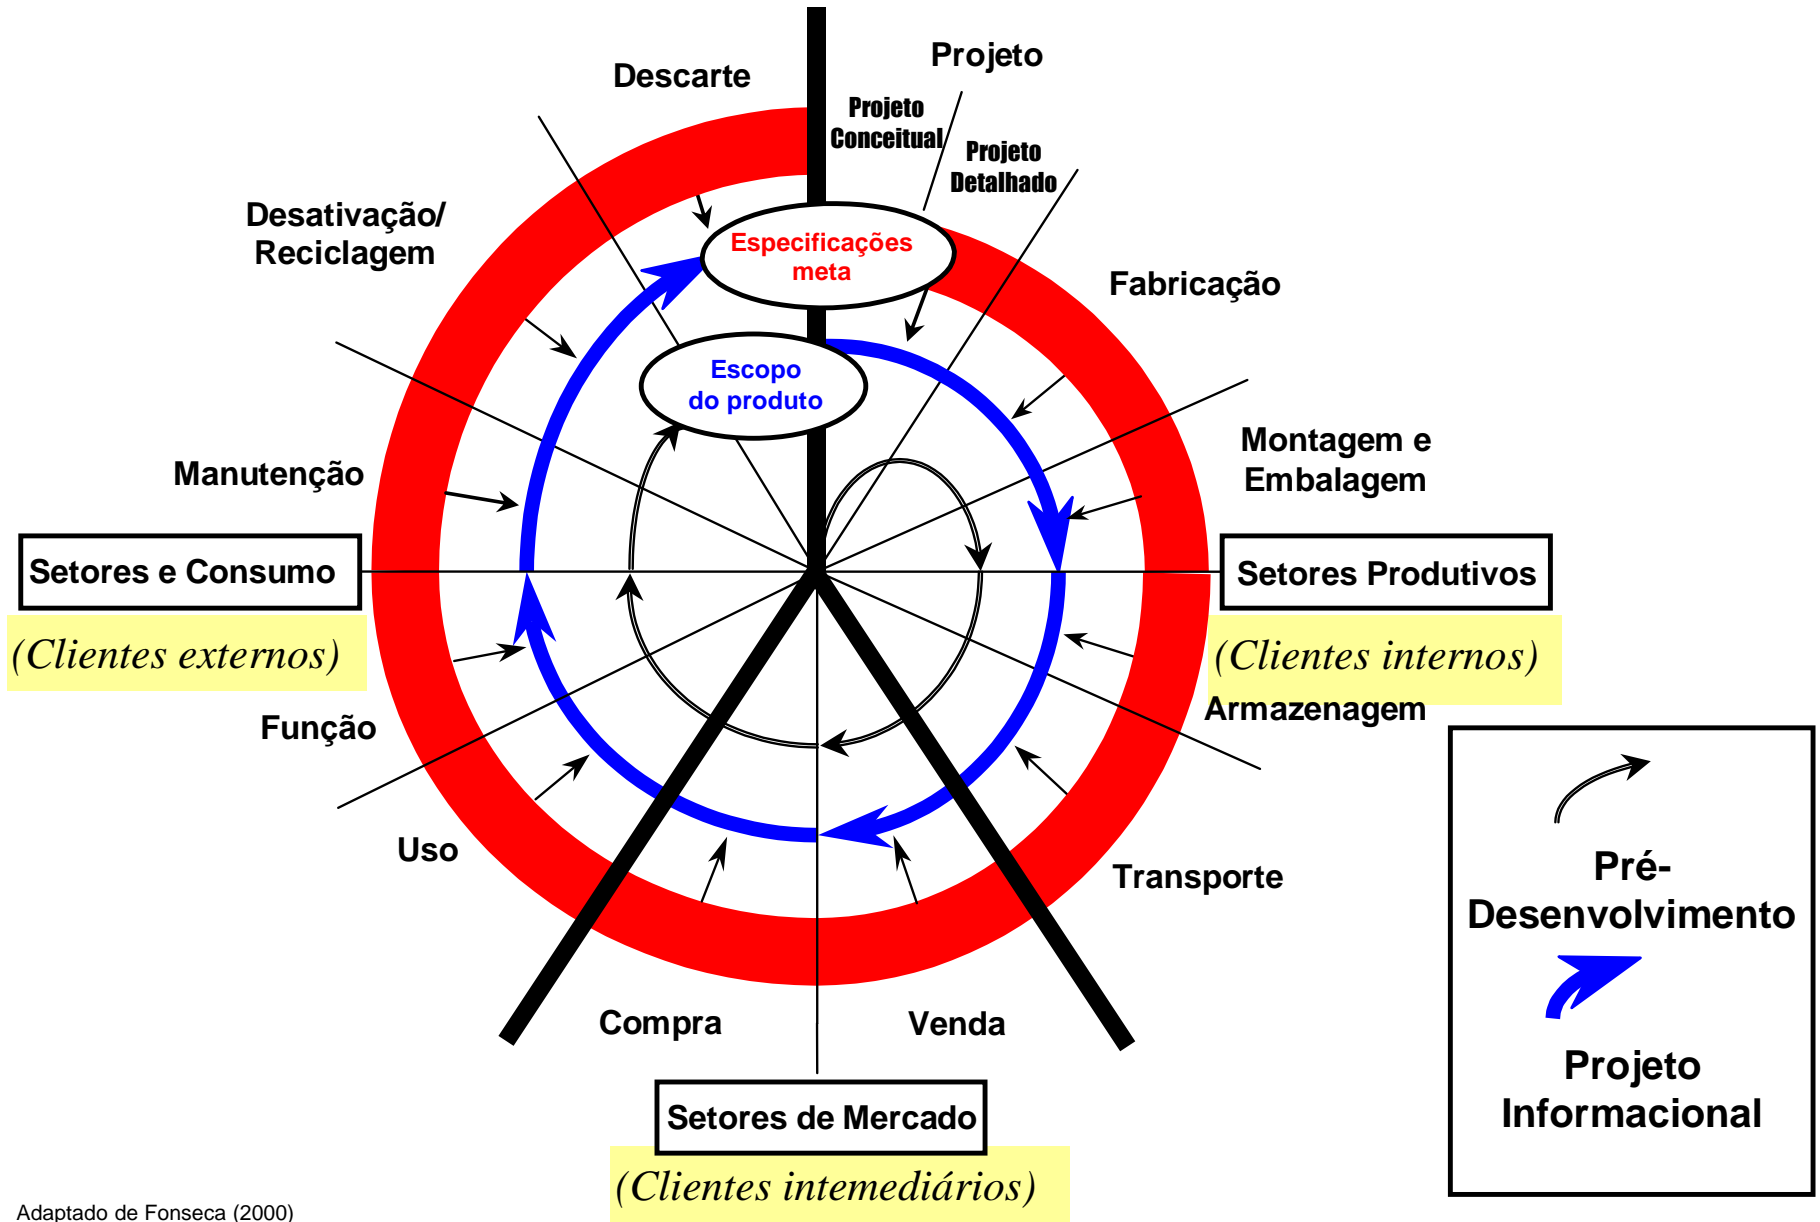 Projeto
Descarte
Projeto
Conceitual
Projeto
Detalhado
Desativação/
Reciclagem
Especificações
meta
Fabricação
Escopo
do produto
Montagem e
Embalagem
Manutenção
Setores e Consumo
(Clientes externos)
Setores Produtivos
(Clientes internos)
Armazenagem
Função
Uso
Transporte
Compra
Venda
Setores de Mercado
(Clientes intemediários)
Pré-
Desenvolvimento
Projeto
Informacional
Adaptado de Fonseca (2000)